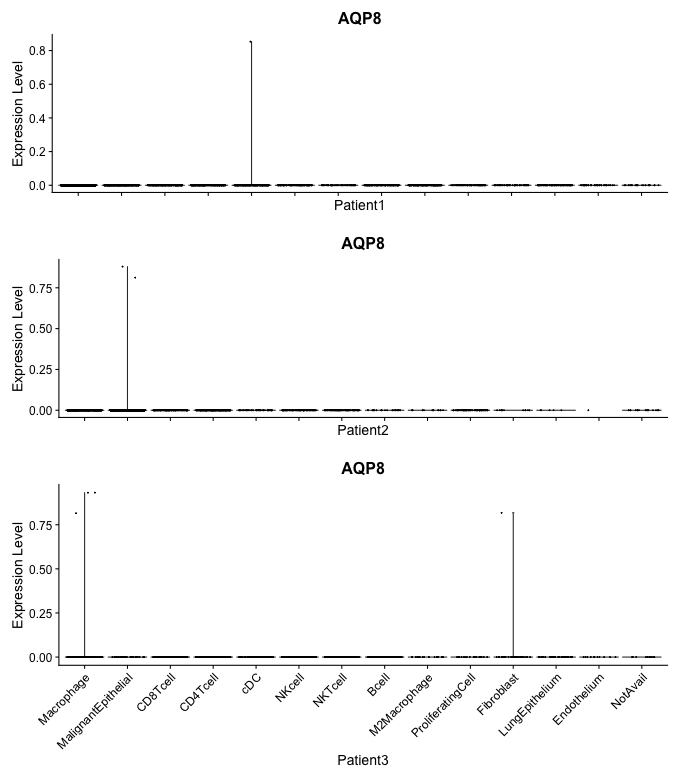 AQP8
Expression Level
0.8
0.6
0.4
0.2
0.0
Patient1
AQP8
Expression Level
0.75
0.50
0.25
0.00
Patient2
AQP8
Expression Level
0.75
0.50
0.25
0.00
Macrophage
MalignantEpithelial
CD8Tcell
CD4Tcell
cDC
NKcell
NKTcell
Bcell
M2Macrophage
ProliferatingCell
Fibroblast
LungEpithelium
Endothelium
NotAvail
Patient3